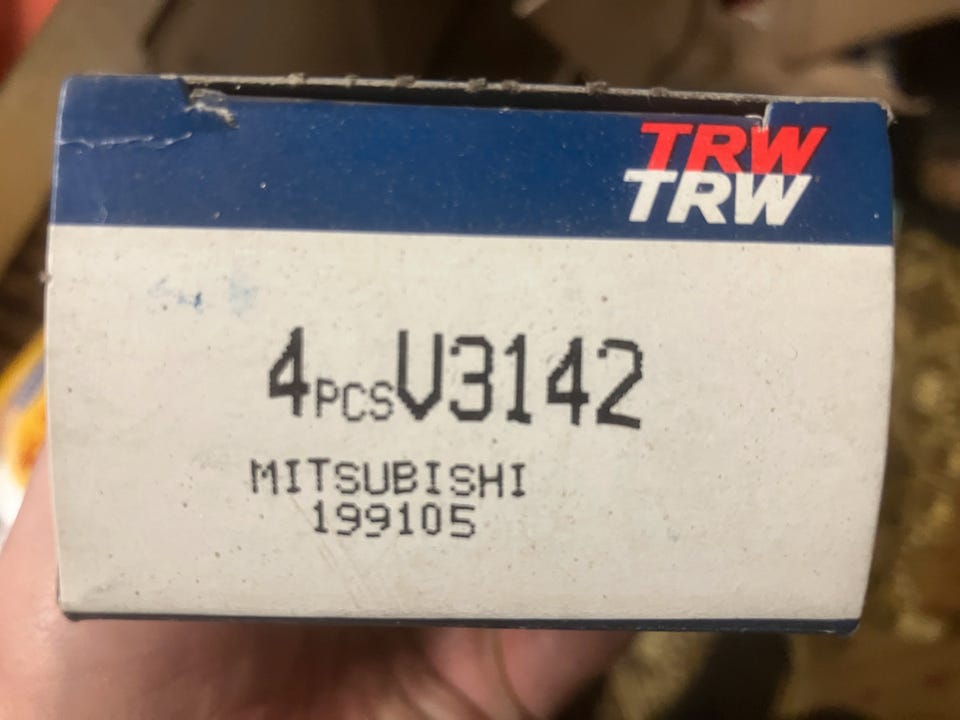 TRW
TRW
4PCS V3142
MITSUBISHI
199105